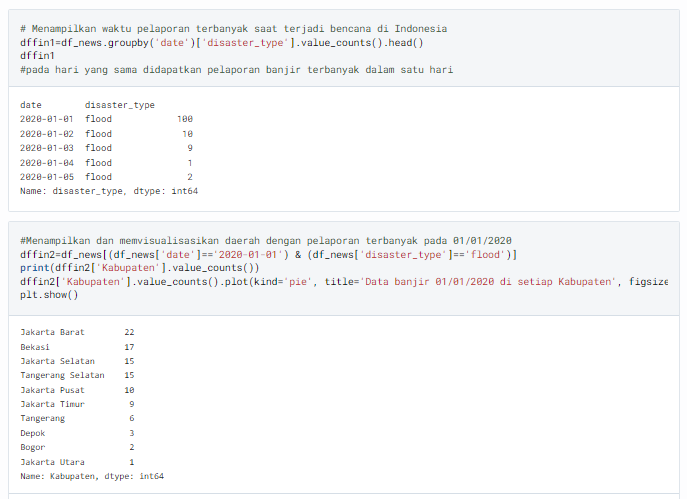 # Menampilkan waktu pelaporan terbanyak saat terjadi bencana di Indonesia
dffin1=df_news.groupby('date')['disaster_type'].value_counts().head()
dffin1
#pada hari yang sama didapatkan pelaporan banjir terbanyak dalam satu hari
date disaster_type
2020-01-01 flood 100
2020-01-02 flood 10
2020-01-03 flood 9
2020-01-04 flood 1
2020-01-05 flood 2
Name: disaster_type, dtype: int64
#Menampilkan dan memvisualisasikan daerah dengan pelaporan terbanyak pada 01/01/2020
dffin2=df_news[(df_news['date']=='2020-01-01') & (df_news['disaster_type']=='flood')]
print(dffin2['Kabupaten'].value_counts())
dffin2['Kabupaten'].value_counts().plot(kind='pie', title='Data banjir 01/01/2020 di setiap Kabupaten', figsize
plt.show()
Jakarta Barat 22
Bekasi 17
Jakarta Selatan 15
Tangerang Selatan 15
Jakarta Pusat 10
Jakarta Timur 9
Tangerang 6
Depok 3
Bogor 2
Jakarta Utara 1
Name: Kabupaten, dtype: int64